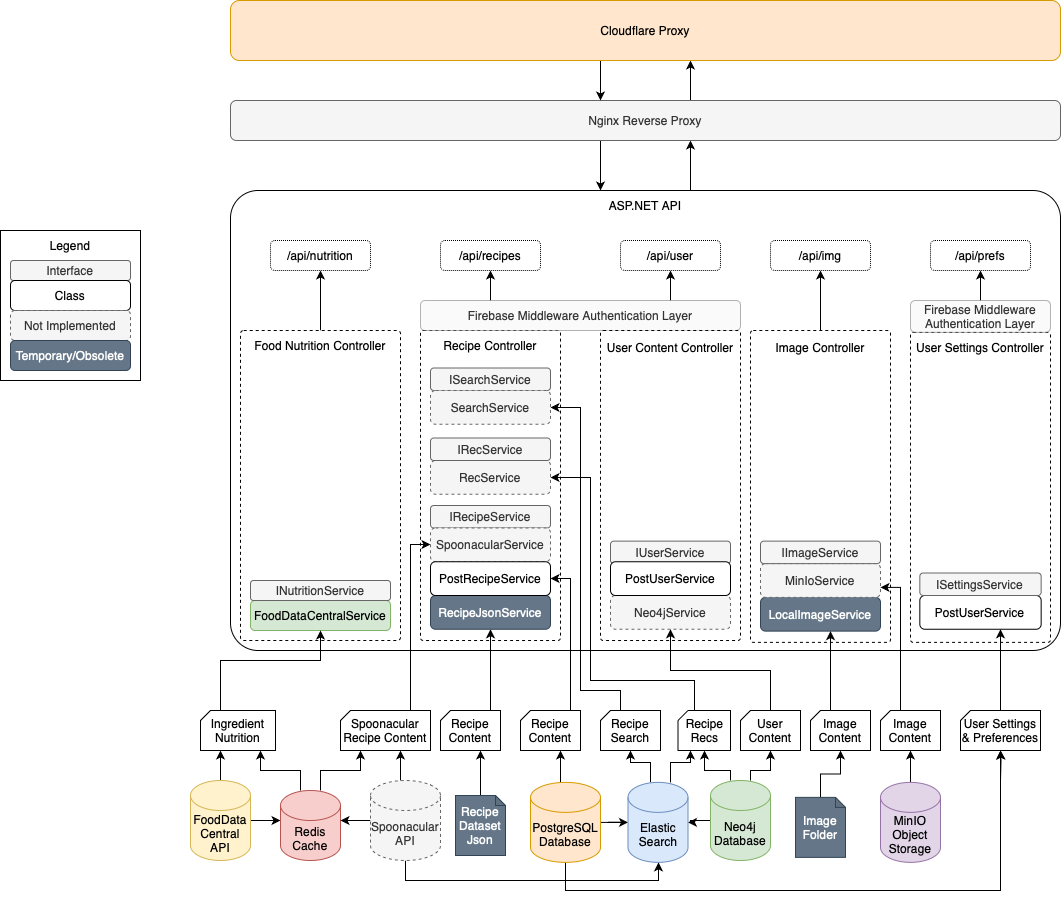 Cloudflare Proxy
Nginx Reverse Proxy
ASP.NET API
Legend
Interface
Class
Not Implemented
Temporary/Obsolete
/api/nutrition
/api/recipes
/api/user
/api/img
/api/prefs
Firebase Middleware Authentication Layer
Firebase Middleware
Authentication Layer
Food Nutrition Controller
Recipe Controller
User Content Controller
Image Controller
User Settings Controller
ISearchService
SearchService
IRecService
RecService
IRecipeService
SpoonacularService
PostRecipeService
RecipeJsonService
INutritionService
FoodDataCentralService
IUserService
PostUserService
Neo4jService
IImageService
MinIoService
LocalImageService
ISettingsService
PostUserService
Ingredient
Nutrition
Spoonacular
Recipe Content
Recipe
Content
Recipe
Content
Recipe
Search
Recipe
Recs
User
Content
Image
Content
Image
Content
User Settings
& Preferences
FoodData
Central
API
Redis
Cache
Spoonacular
API
Recipe
Dataset
Json
PostgreSQL
Database
Elastic
Search
Neo4j
Database
Image
Folder
MinIO
Object
Storage